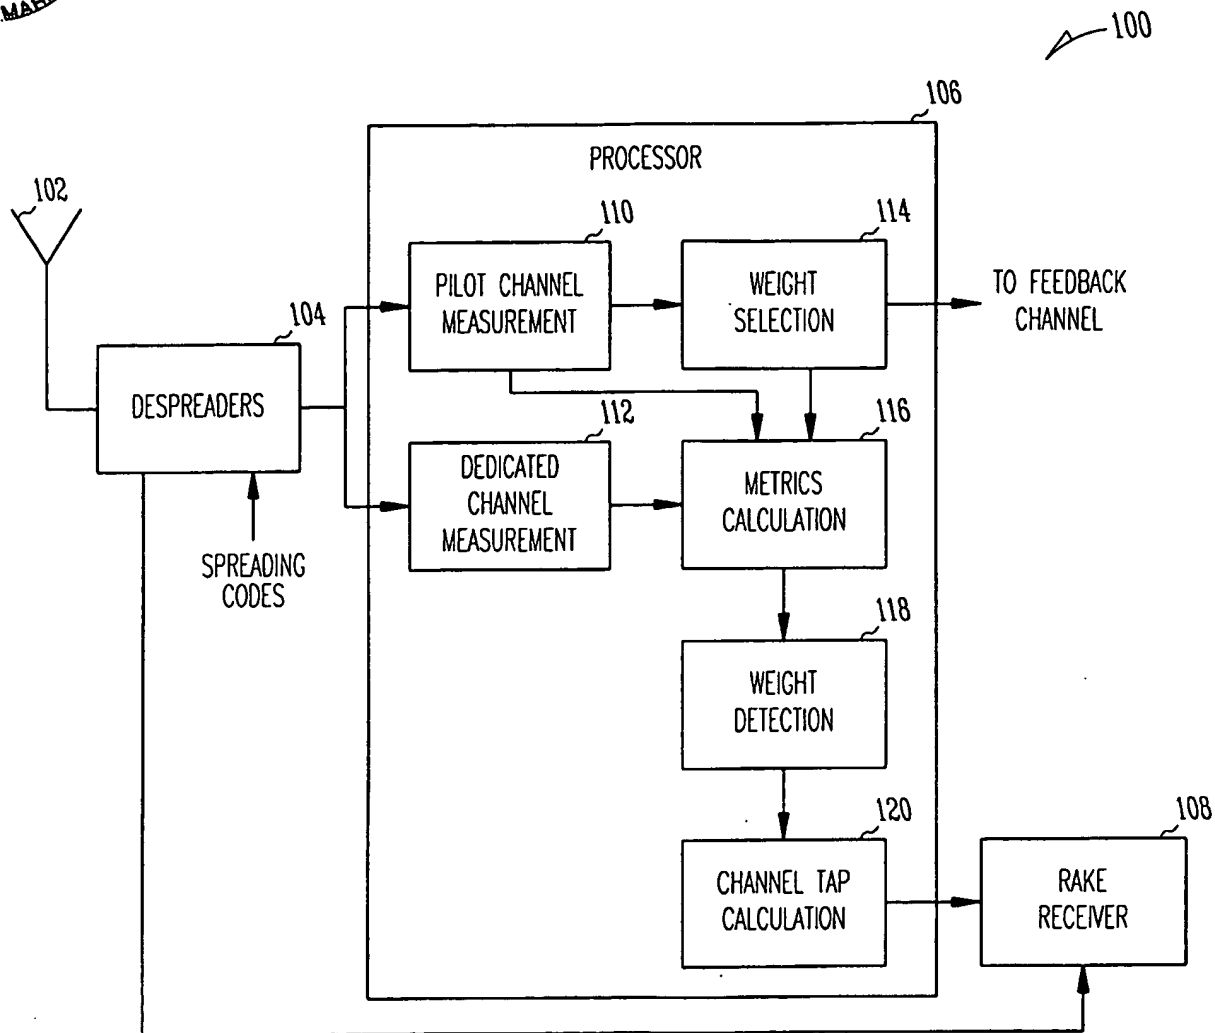 100
106
PROCESSOR
102
110
114
PILOT CHANNEL
MEASUREMENT
WEIGHT
SELECTION
TO FEEDBACK
CHANNEL
104
DESPREADERS
112
116
DEDICATED
CHANNEL
MEASUREMENT
METRICS
CALCULATION
SPREADING
CODES
118
WEIGHT
DETECTION
120
108
CHANNEL TAP
CALCULATION
RAKE
RECEIVER